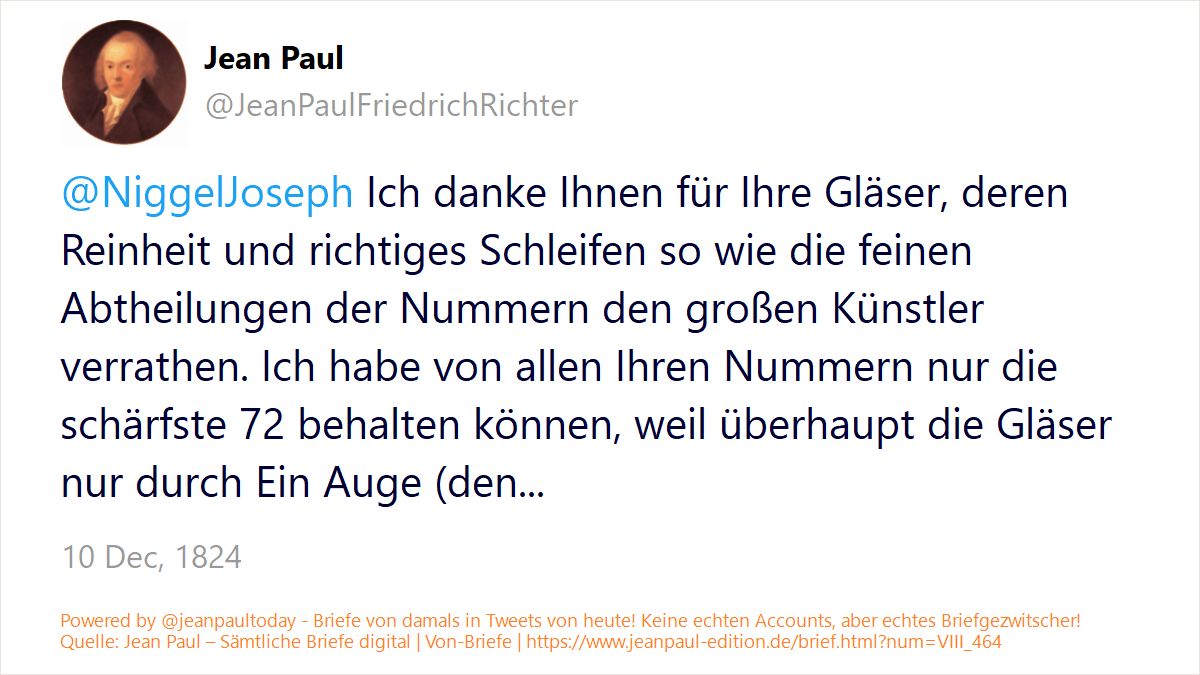 Jean Paul
@JeanPaulFriedrichRichter
@NiggelJoseph Ich danke Ihnen für Ihre Gläser, deren
Reinheit und richtiges Schleifen so wie die feinen
Abtheilungen der Nummern den großen Künstler
verrathen. Ich habe von allen Ihren Nummern nur die
schärfste 72 behalten können, weil überhaupt die Gläser
nur durch Ein Auge (den...
10 Dec, 1824
Powered by @jeanpaultoday - Briefe von damals in Tweets von heute! Keine echten Accounts, aber echtes Briefgezwitscher!
Quelle: Jean Paul – Sämtliche Briefe digital | Von-Briefe | https://www.jeanpaul-edition.de/brief.html?num=VIII_464